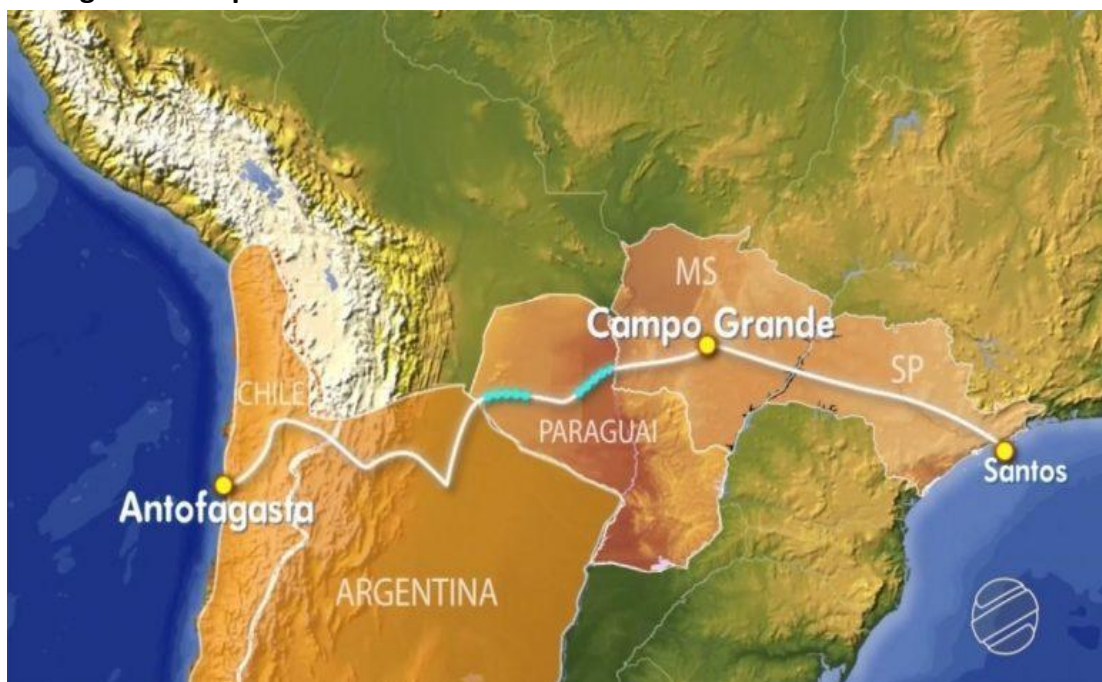 MS
Campo Grande
SP
CHILE
PARAGUAI
Santos
Antofagasta
ARGENTINA